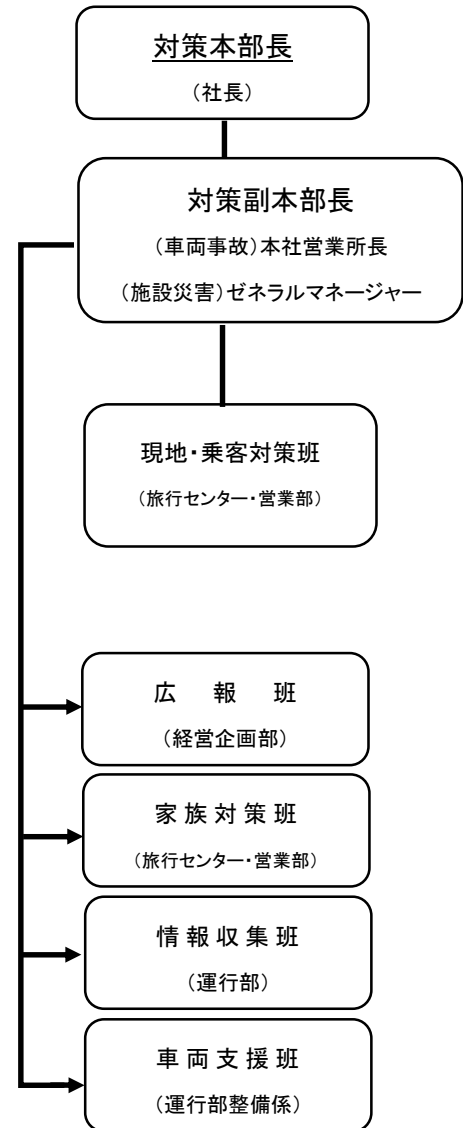 対策本部長
（社長）
対策副本部長
（車両事故）本社営業所長
（施設災害）ゼネラルマネージャー
現地・乗客対策班
（旅行センター・営業部）
広　報　班
（経営企画部）
家 族 対 策 班
（旅行センター・営業部）
情 報 収 集 班
（運行部）
車 両 支 援 班
（運行部整備係）